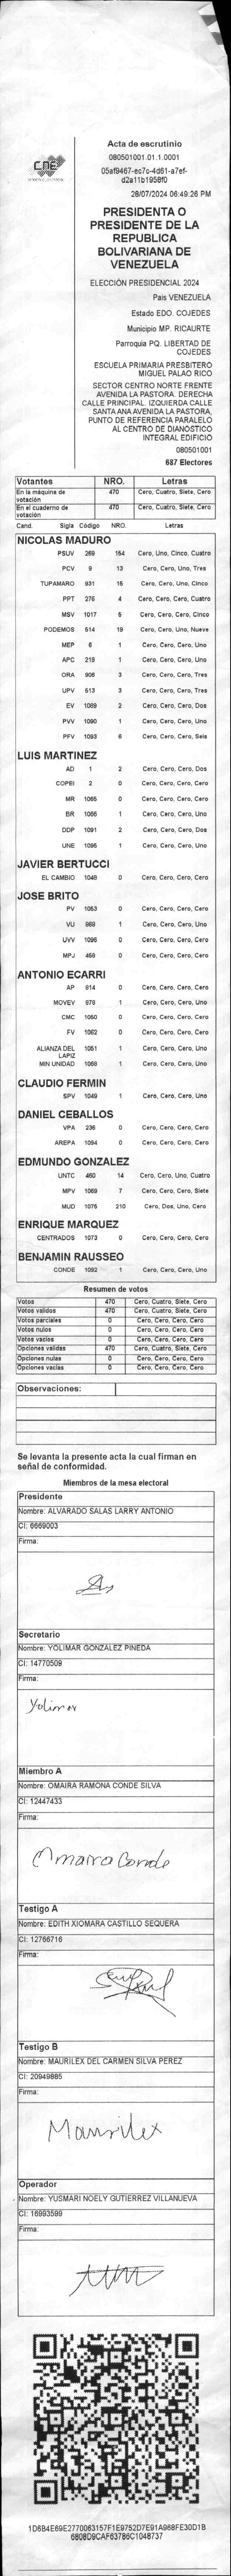 CNE
Acta de escrutinio
080501001.01.1.0001
05af9467-ec7c-4d61-a7ef-
d2a11b1958f0
28/07/2024 06:49:26 PM
PRESIDENTA O
PRESIDENTE DE LA
REPUBLICA
BOLIVARIANA DE
VENEZUELA
ELECCIÓN PRESIDENCIAL 2024
Pais VENEZUELA
Estado EDO. COJEDES
Municipio MP. RICAURTE
Parroquia PQ. LIBERTAD DE
COJEDES
ESCUELA PRIMARIA PRESBITERO
MIGUEL PALAO RICO
SECTOR CENTRO NORTE FRENTE
AVENIDA LA PASTORA. DERECHA
CALLE PRINCIPAL. IZQUIERDA CALLE
SANTA ANA AVENIDA LA PASTORA,
PUNTO DE REFERENCIA PARALELO
AL CENTRO DE DIANÓSTICO
INTEGRAL EDIFICIO
080501001
687 Electores
Votantes NRO. Letras
En la máquina de votación 470 Cero, Cuatro, Siete, Cero
En el cuaderno de votación 470 Cero, Cuatro, Siete, Cero
Cand. Sigla Código NRO. Letras
NICOLAS MADURO
PSUV 269 154 Cero, Uno, Cinco, Cuatro
PCV 9 13 Cero, Cero, Uno, Tres
TUPAMARO 931 15 Cero, Cero, Uno, Cinco
PPT 276 4 Cero, Cero, Cero, Cuatro
MSV 1017 5 Cero, Cero, Cero, Cinco
PODEMOS 514 19 Cero, Cero, Uno, Nueve
MEP 6 1 Cero, Cero, Cero, Uno
APC 219 1 Cero, Cero, Cero, Uno
ORA 906 3 Cero, Cero, Cero, Tres
UPV 513 3 Cero, Cero, Cero, Tres
EV 1089 2 Cero, Cero, Cero, Dos
PVV 1090 1 Cero, Cero, Cero, Uno
PFV 1093 6 Cero, Cero, Cero, Seis
LUIS MARTINEZ
AD 1 2 Cero, Cero, Cero, Dos
COPEI 2 0 Cero, Cero, Cero, Cero
MR 1065 0 Cero, Cero, Cero, Cero
BR 1066 1 Cero, Cero, Cero, Uno
DDP 1091 2 Cero, Cero, Cero, Dos
UNE 1095 1 Cero, Cero, Cero, Uno
JAVIER BERTUCCI
EL CAMBIO 1048 0 Cero, Cero, Cero, Cero
JOSE BRITO
PV 1053 0 Cero, Cero, Cero, Cero
VU 988 1 Cero, Cero, Cero, Uno
UVV 1096 0 Cero, Cero, Cero, Cero
MPJ 458 0 Cero, Cero, Cero, Cero
ANTONIO ECARRI
AP 814 0 Cero, Cero, Cero, Cero
MOVEV 978 1 Cero, Cero, Cero, Uno
CMC 1050 0 Cero, Cero, Cero, Cero
FV 1062 0 Cero, Cero, Cero, Cero
ALIANZA DEL LAPIZ 1051 1 Cero, Cero, Cero, Uno
MIN UNIDAD 1068 1 Cero, Cero, Cero, Uno
CLAUDIO FERMIN
SPV 1049 1 Cero, Cero, Cero, Uno
DANIEL CEBALLOS
VPA 236 0 Cero, Cero, Cero, Cero
AREPA 1094 0 Cero, Cero, Cero, Cero
EDMUNDO GONZALEZ
UNTC 460 14 Cero, Cero, Uno, Cuatro
MPV 1069 7 Cero, Cero, Cero, Siete
MUD 1076 210 Cero, Dos, Uno, Cero
ENRIQUE MARQUEZ
CENTRADOS 1073 0 Cero, Cero, Cero, Cero
BENJAMIN RAUSSEO
CONDE 1092 1 Cero, Cero, Cero, Uno
Resumen de votos
Votos 470 Cero, Cuatro, Siete, Cero
Votos validos 470 Cero, Cuatro, Siete, Cero
Votos parciales 0 Cero, Cero, Cero, Cero
Votos nulos 0 Cero, Cero, Cero, Cero
Votos vacios 0 Cero, Cero, Cero, Cero
Opciones validas 470 Cero, Cuatro, Siete, Cero
Opciones nulas 0 Cero, Cero, Cero, Cero
Opciones vacias 0 Cero, Cero, Cero, Cero
Observaciones:
Se levanta la presente acta la cual firman en
señal de conformidad.
Miembros de la mesa electoral
Presidente
Nombre: ALVARADO SALAS LARRY ANTONIO
CI: 6669003
Firma:
Secretario
Nombre: YOLIMAR GONZALEZ PINEDA
CI: 14770509
Firma:
Yolimar
Miembro A
Nombre: OMAIRA RAMONA CONDE SILVA
CI: 12447433
Firma:
Omaira Conde
Testigo A
Nombre: EDITH XIOMARA CASTILLO SEQUERA
CI: 12766716
Firma:
Testigo B
Nombre: MAURILEX DEL CARMEN SILVA PEREZ
CI: 20949885
Firma:
Maurilex
Operador
Nombre: YUSMARI NOELY GUTIERREZ VILLANUEVA
CI: 16993599
Firma:
1D6B4E69E2770063157F1E9752D7E91A968FE30D1B
6808D9CAF63786C1048737